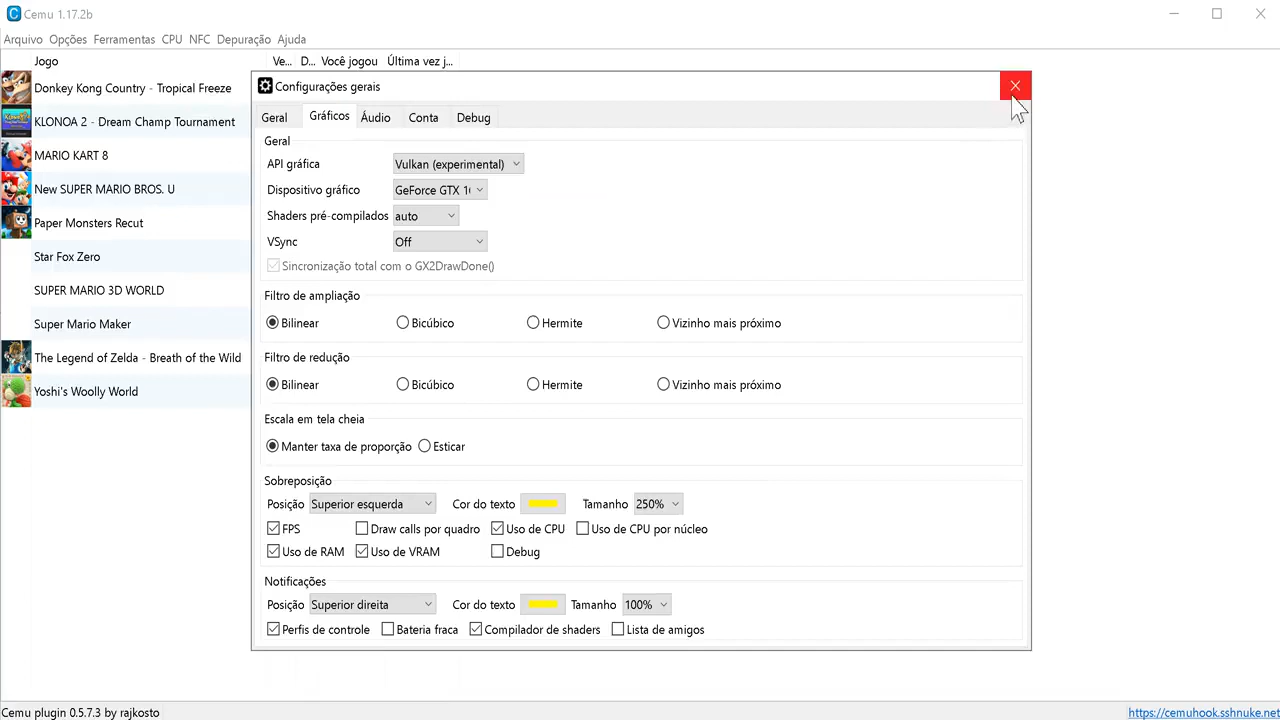 Cemu 1.17.2b
Arquivo Opções Ferramentas CPU NFC Depuração Ajuda
Jogo Ve... D... Você jogou Última vez j...
Donkey Kong Country - Tropical Freeze
KLONOA 2 - Dream Champ Tournament
MARIO KART 8
New SUPER MARIO BROS. U
Paper Monsters Recut
Star Fox Zero
SUPER MARIO 3D WORLD
Super Mario Maker
The Legend of Zelda - Breath of the Wild
Yoshi's Woolly World
Configurações gerais
Geral Gráficos Áudio Conta Debug
Geral
API gráfica Vulkan (experimental)
Dispositivo gráfico GeForce GTX
Shaders pré-compilados auto
VSync Off
Sincronização total com o GX2DrawDone()
Filtro de ampliação
Bilinear Bicúbico Hermite Vizinho mais próximo
Filtro de redução
Bilinear Bicúbico Hermite Vizinho mais próximo
Escala em tela cheia
Manter taxa de proporção Esticar
Sobreposição
Posição Superior esquerda Cor do texto Tamanho 250%
FPS Draw calls por quadro Uso de CPU Uso de CPU por núcleo
Uso de RAM Uso de VRAM Debug
Notificações
Posição Superior direita Cor do texto Tamanho 100%
Perfis de controle Bateria fraca Compilador de shaders Lista de amigos
Cemu plugin 0.5.7.3 by rajkosto
https://cemuhook.sshnuke.net